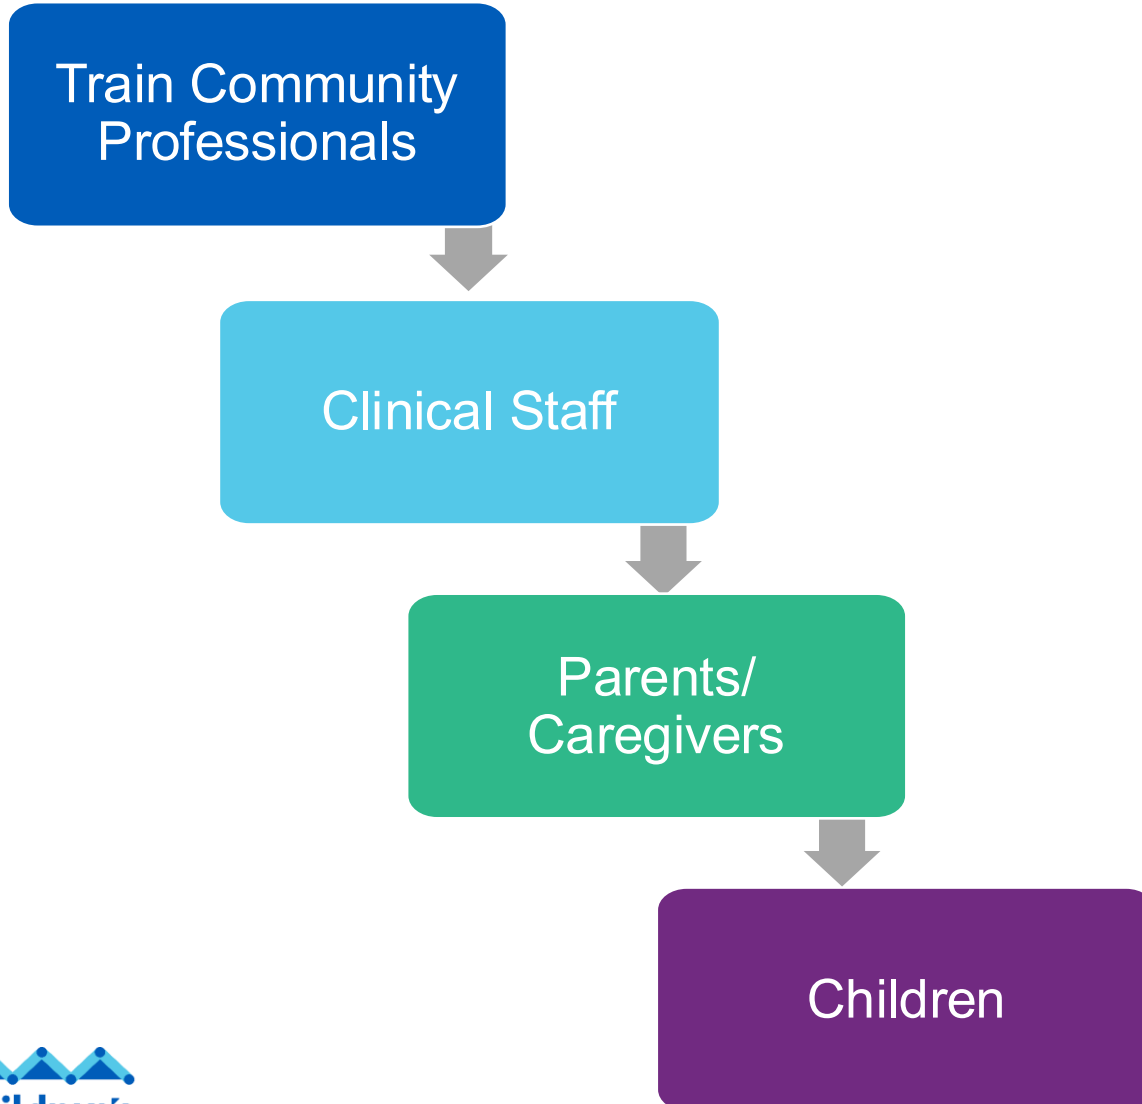 Train Community
Professionals
Clinical Staff
Parents/
Caregivers
Children